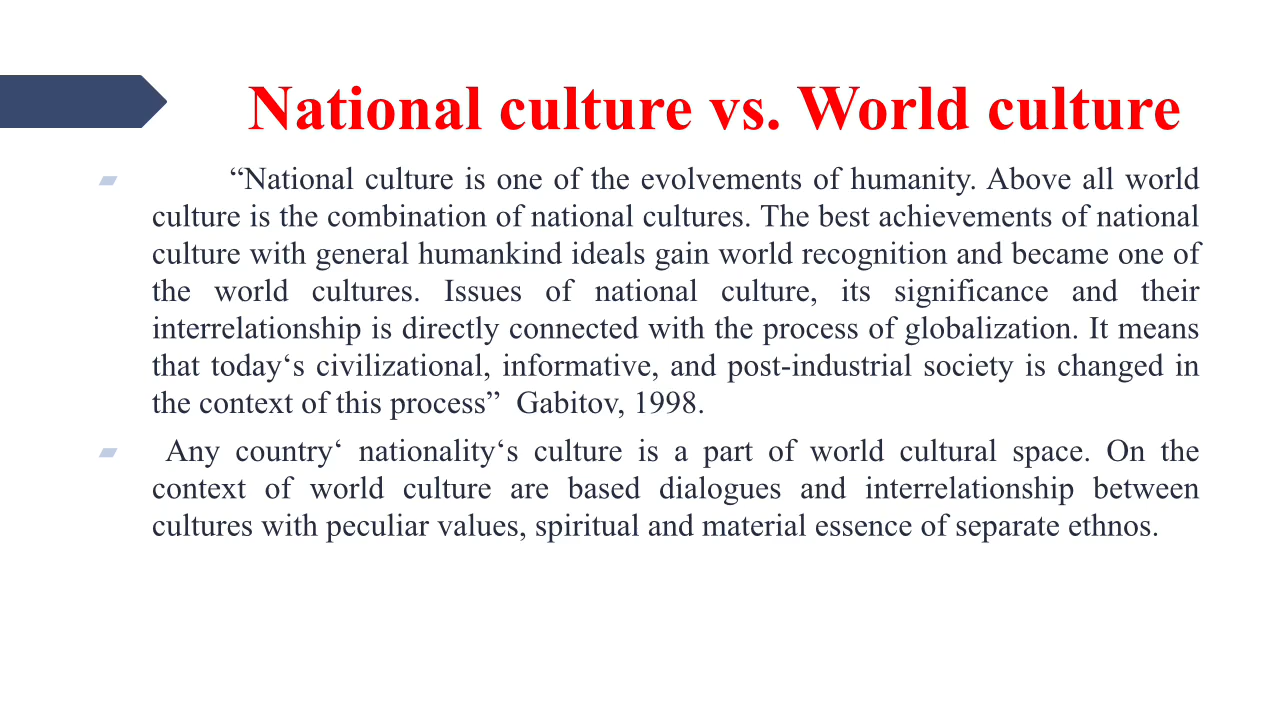 National culture vs. World culture
“National culture is one of the evolvements of humanity. Above all world
culture is the combination of national cultures. The best achievements of national
culture with general humankind ideals gain world recognition and became one of
the world cultures. Issues of national culture, its significance and their
interrelationship is directly connected with the process of globalization. It means
that today‘s civilizational, informative, and post-industrial society is changed in
the context of this process” Gabitov, 1998.
Any country‘ nationality‘s culture is a part of world cultural space. On the
context of world culture are based dialogues and interrelationship between
cultures with peculiar values, spiritual and material essence of separate ethnos.